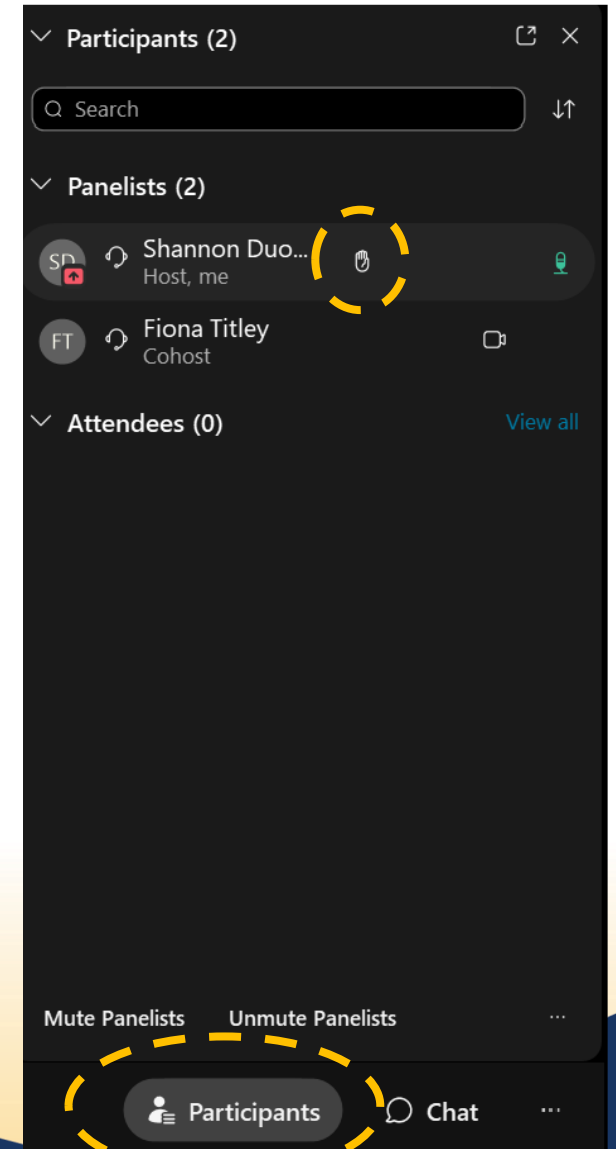 Participants (2)
Search
Panelists (2)
SD
Shannon Duo...
Host, me
FT
Fiona Titley
Cohost
Attendees (0)
View all
Mute Panelists
Unmute Panelists
...
Participants
Chat
...